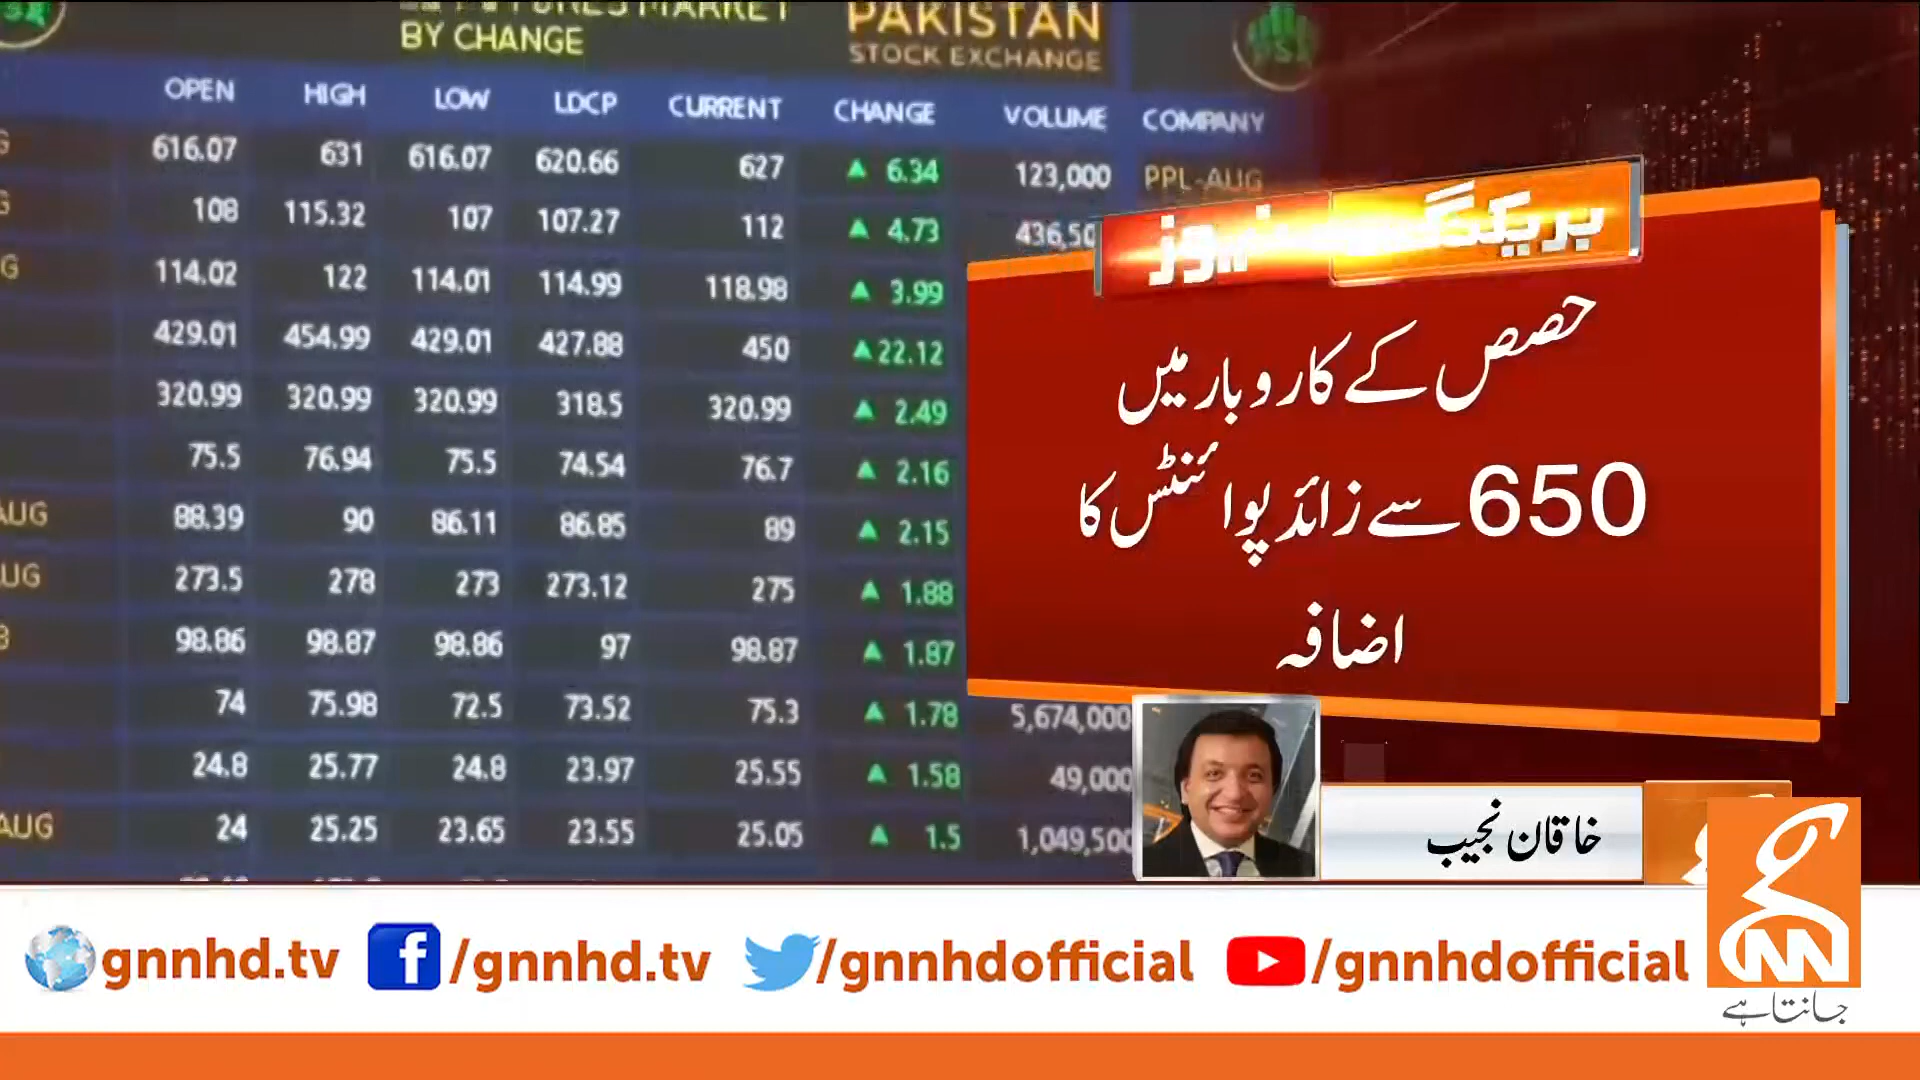 BY CHANGE
PAKISTAN
STOCK EXCHANGE
OPEN HIGH LOW LDCP CURRENT CHANGE VOLUME COMPANY
616.07 631 616.07 620.66 627 ▲ 6.34 123,000 PPL-AUG
108 115.32 107 107.27 112 ▲ 4.73
114.02 122 114.01 114.99 118.98 ▲ 3.99
429.01 454.99 429.01 427.88 450 ▲ 22.12
320.99 320.99 320.99 318.5 320.99 ▲ 2.49
75.5 76.94 75.5 74.54 76.7 ▲ 2.16
AUG 88.39 90 86.11 86.85 89 ▲ 2.15
273.5 278 273 273.12 275 ▲ 1.88
98.86 98.87 98.86 97 98.87 ▲ 1.87
74 75.98 72.5 73.52 75.3 ▲ 1.78 5,674,000
24.8 25.77 24.8 23.97 25.55 ▲ 1.58 49,000
AUG 24 25.25 23.65 23.55 25.05 ▲ 1.5 1,049,500
بریکنگ نیوز
حصص کے کاروبار میں
650 سے زائد پوائنٹس کا
اضافہ
خاقان نجیب
gnnhd.tv /gnnhd.tv /gnnhdofficial /gnnhdofficial
GNN
جانتا ہے